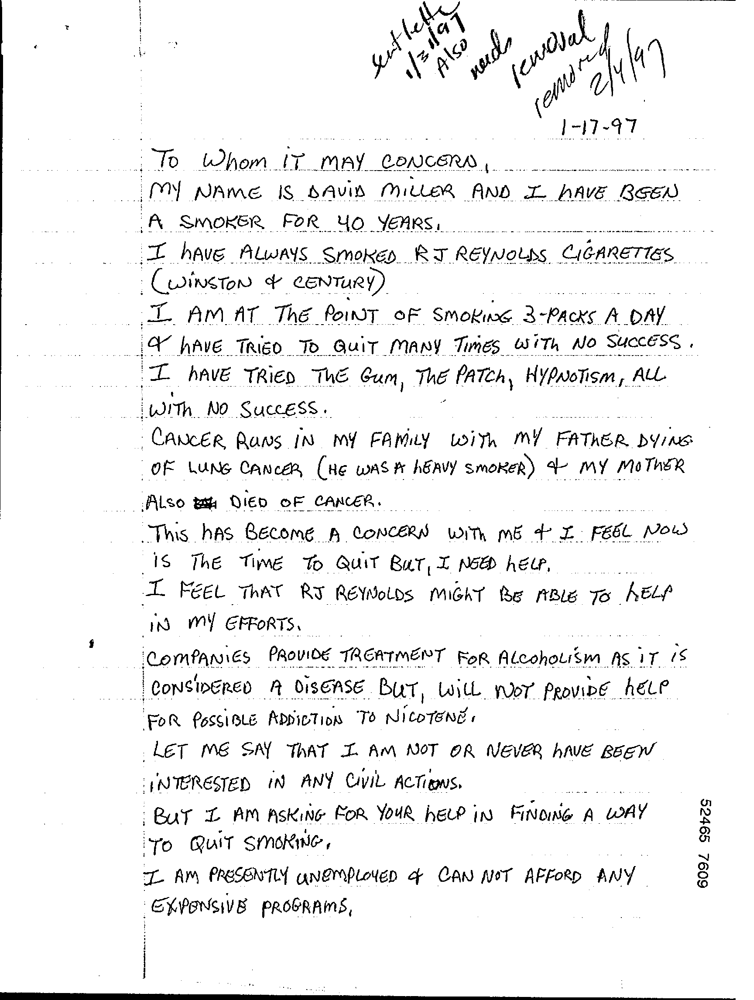 sent letter
1/31/97
Also
needs
removal
removed
2/4/97
1-17-97
TO WHOM IT MAY CONCERN,
MY NAME IS DAVID MILLER AND I HAVE BEEN
A SMOKER FOR 40 YEARS.
I HAVE ALWAYS SMOKED RJ REYNOLDS CIGARETTES
(WINSTON & CENTURY)
I AM AT THE POINT OF SMOKING 3-PACKS A DAY
& HAVE TRIED TO QUIT MANY TIMES WITH NO SUCCESS.
I HAVE TRIED THE GUM, THE PATCH, HYPNOTISM, ALL
WITH NO SUCCESS.
CANCER RUNS IN MY FAMILY WITH MY FATHER DYING
OF LUNG CANCER (HE WAS A HEAVY SMOKER) & MY MOTHER
ALSO DIED OF CANCER.
THIS HAS BECOME A CONCERN WITH ME & I FEEL NOW
IS THE TIME TO QUIT BUT, I NEED HELP.
I FEEL THAT RJ REYNOLDS MIGHT BE ABLE TO HELP
IN MY EFFORTS.
COMPANIES PROVIDE TREATMENT FOR ALCOHOLISM AS IT IS
CONSIDERED A DISEASE BUT, WILL NOT PROVIDE HELP
FOR POSSIBLE ADDICTION TO NICOTENE.
LET ME SAY THAT I AM NOT OR NEVER HAVE BEEN
INTERESTED IN ANY CIVIL ACTIONS.
BUT I AM ASKING FOR YOUR HELP IN FINDING A WAY
TO QUIT SMOKING.
I AM PRESENTLY UNEMPLOYED & CAN NOT AFFORD ANY
EXPENSIVE PROGRAMS.
52465 7609